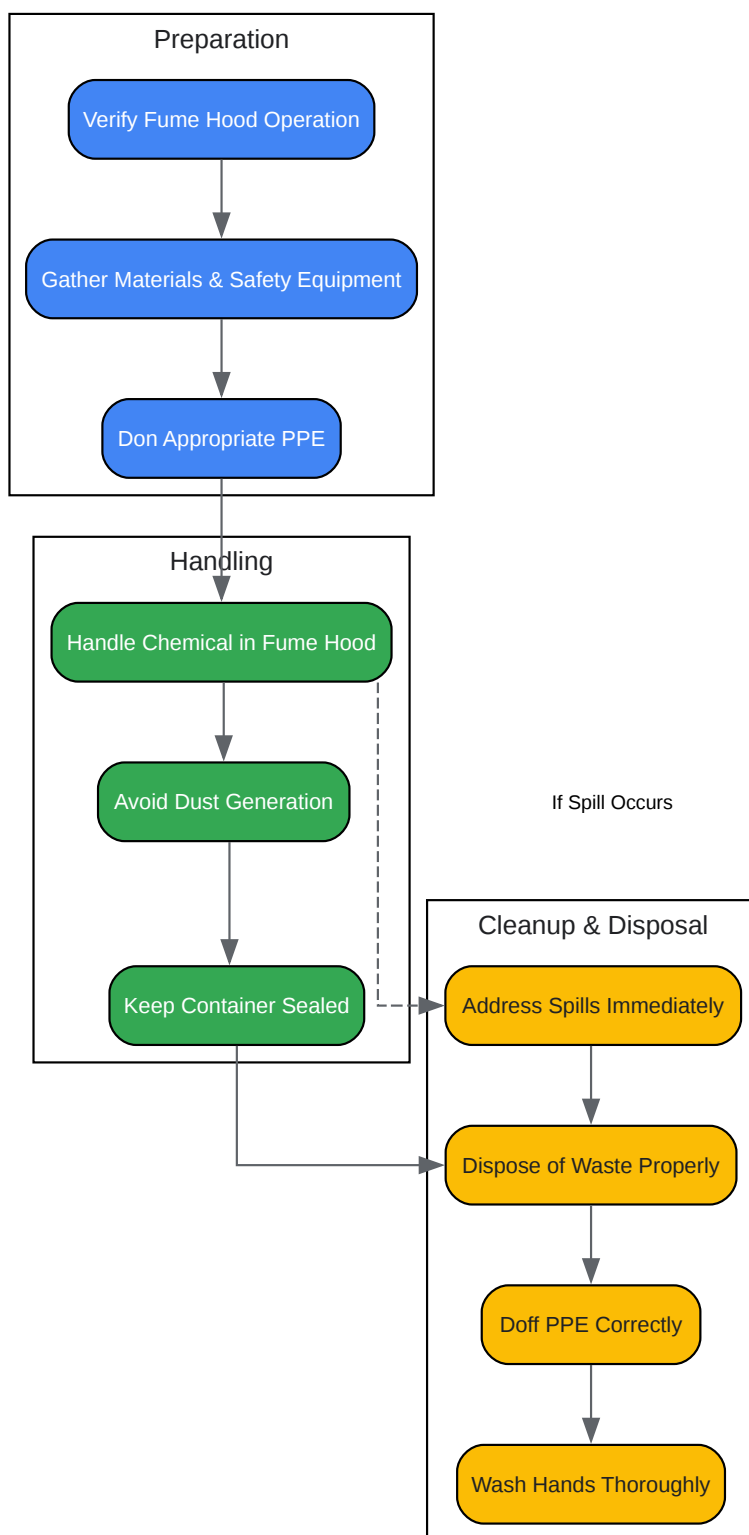 Preparation
Verify Fume Hood Operation
Gather Materials & Safety Equipment
Don Appropriate PPE
Handling
Handle Chemical in Fume Hood
Avoid Dust Generation
If Spill Occurs
Keep Container Sealed
Cleanup & Disposal
Address Spills Immediately
Dispose of Waste Properly
Doff PPE Correctly
Wash Hands Thoroughly